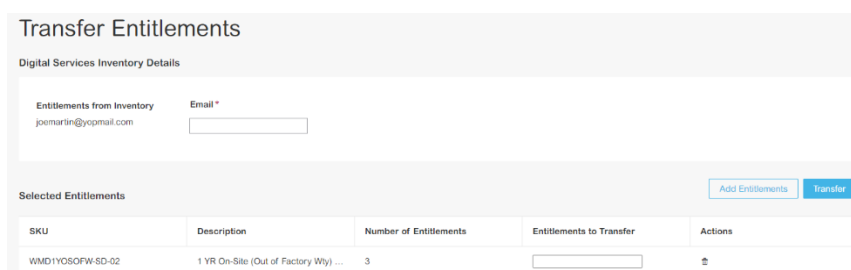 Transfer Entitlements
Digital Services Inventory Details
Entitlements from Inventory
joemartin@yopmail.com
Email *
Add Entitlements
Transfer
Selected Entitlements
SKU Description Number of Entitlements Entitlements to Transfer Actions
WMD1YOSOFW-SD-02 1 YR On-Site (Out of Factory Wty) ... 3